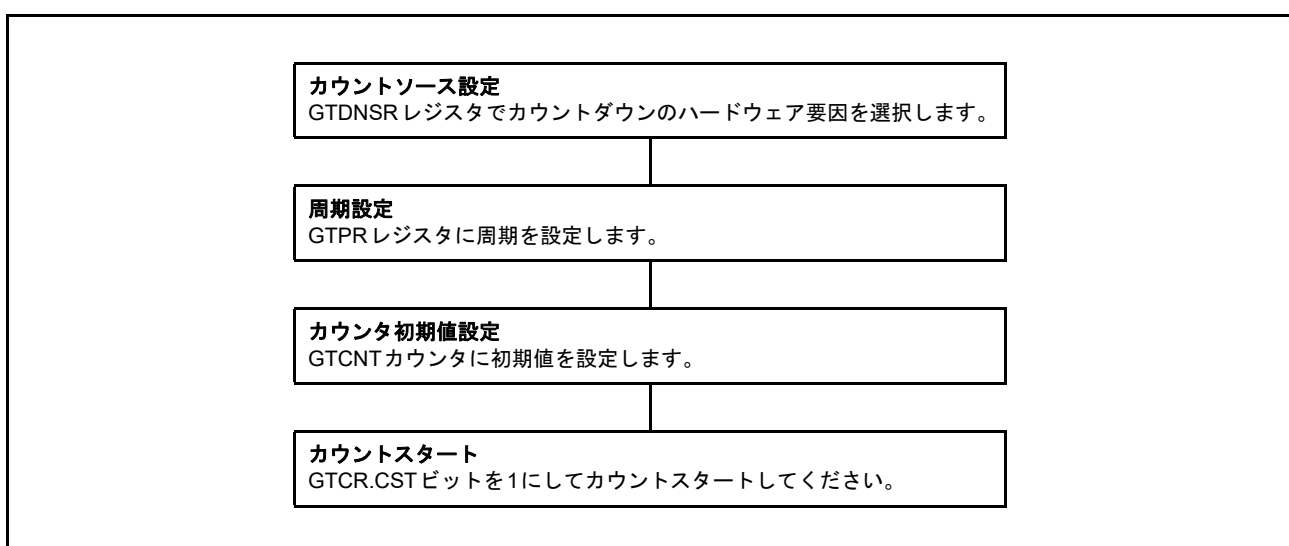 カウントソース設定
GTDNSRレジスタでカウントダウンのハードウェア要因を選択します。
周期設定
GTPRレジスタに周期を設定します。
カウンタ初期値設定
GTCNTカウンタに初期値を設定します。
カウントスタート
GTCR.CSTビットを1にしてカウントスタートしてください。